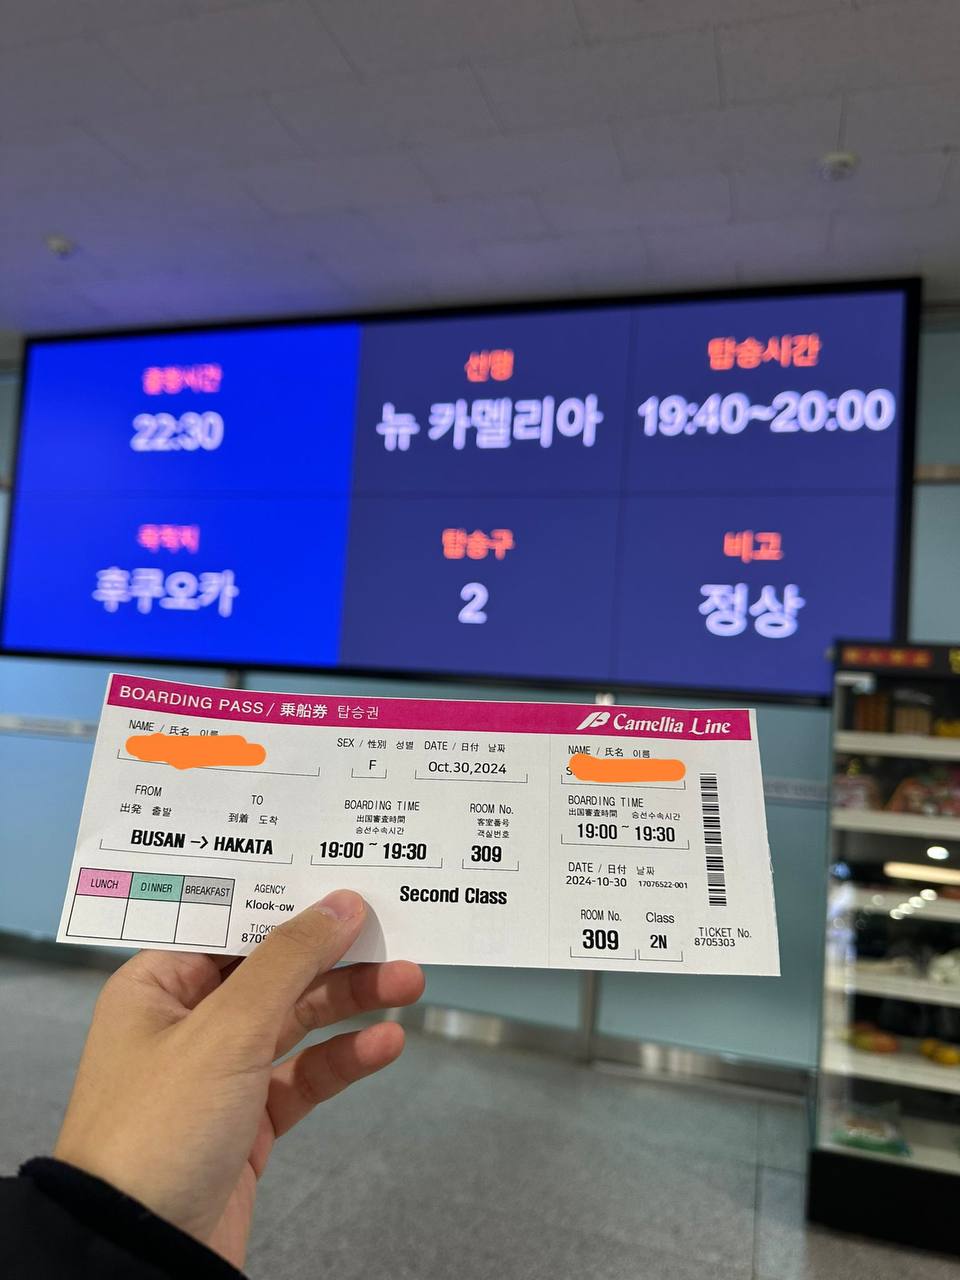 출항시간
22:30
선명
뉴 카멜리아
탑승시간
19:40~20:00
목적지
후쿠오카
탑승구
2
비고
정상
BOARDING PASS / 乗船券 탑승권
Camellia Line
NAME / 氏名 이름
SEX / 性別 성별
F
DATE / 日付 날짜
Oct.30,2024
FROM
出発 출발
TO
到着 도착
BUSAN -> HAKATA
BOARDING TIME
出国審査時間
승선수속시간
19:00 ~ 19:30
ROOM No.
客室番号
객실번호
309
LUNCH
DINNER
BREAKFAST
AGENCY
Klook-ow
Second Class
NAME / 氏名 이름
S
BOARDING TIME
出国審査時間 승선수속시간
19:00 ~ 19:30
DATE / 日付 날짜
2024-10-30 17076522-001
ROOM No.
309
Class
2N
TICKET No.
8705303